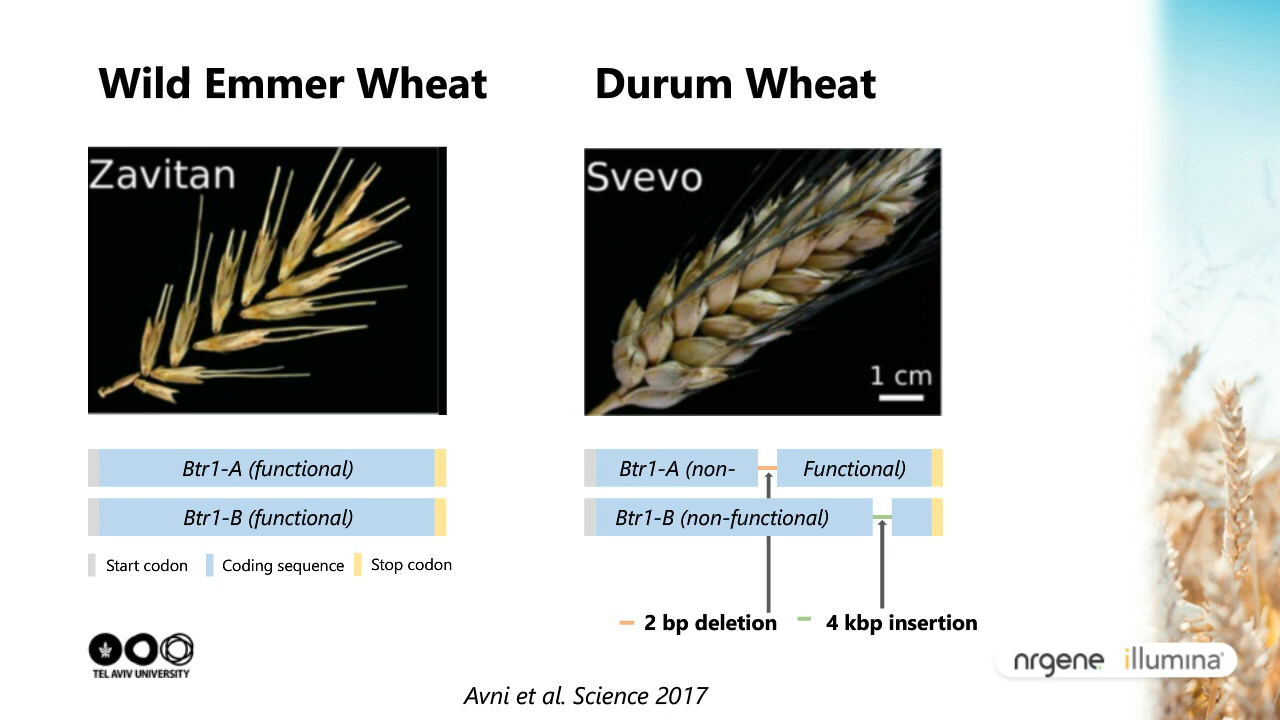 Wild Emmer Wheat
Durum Wheat
Zavitan
Svevo
1 cm
Btr1-A (functional)
Btr1-B (functional)
Btr1-A (non- Functional)
Btr1-B (non-functional)
Start codon Coding sequence Stop codon
2 bp deletion 4 kbp insertion
TEL AVIV UNIVERSITY
nrgene illumina®
Avni et al. Science 2017